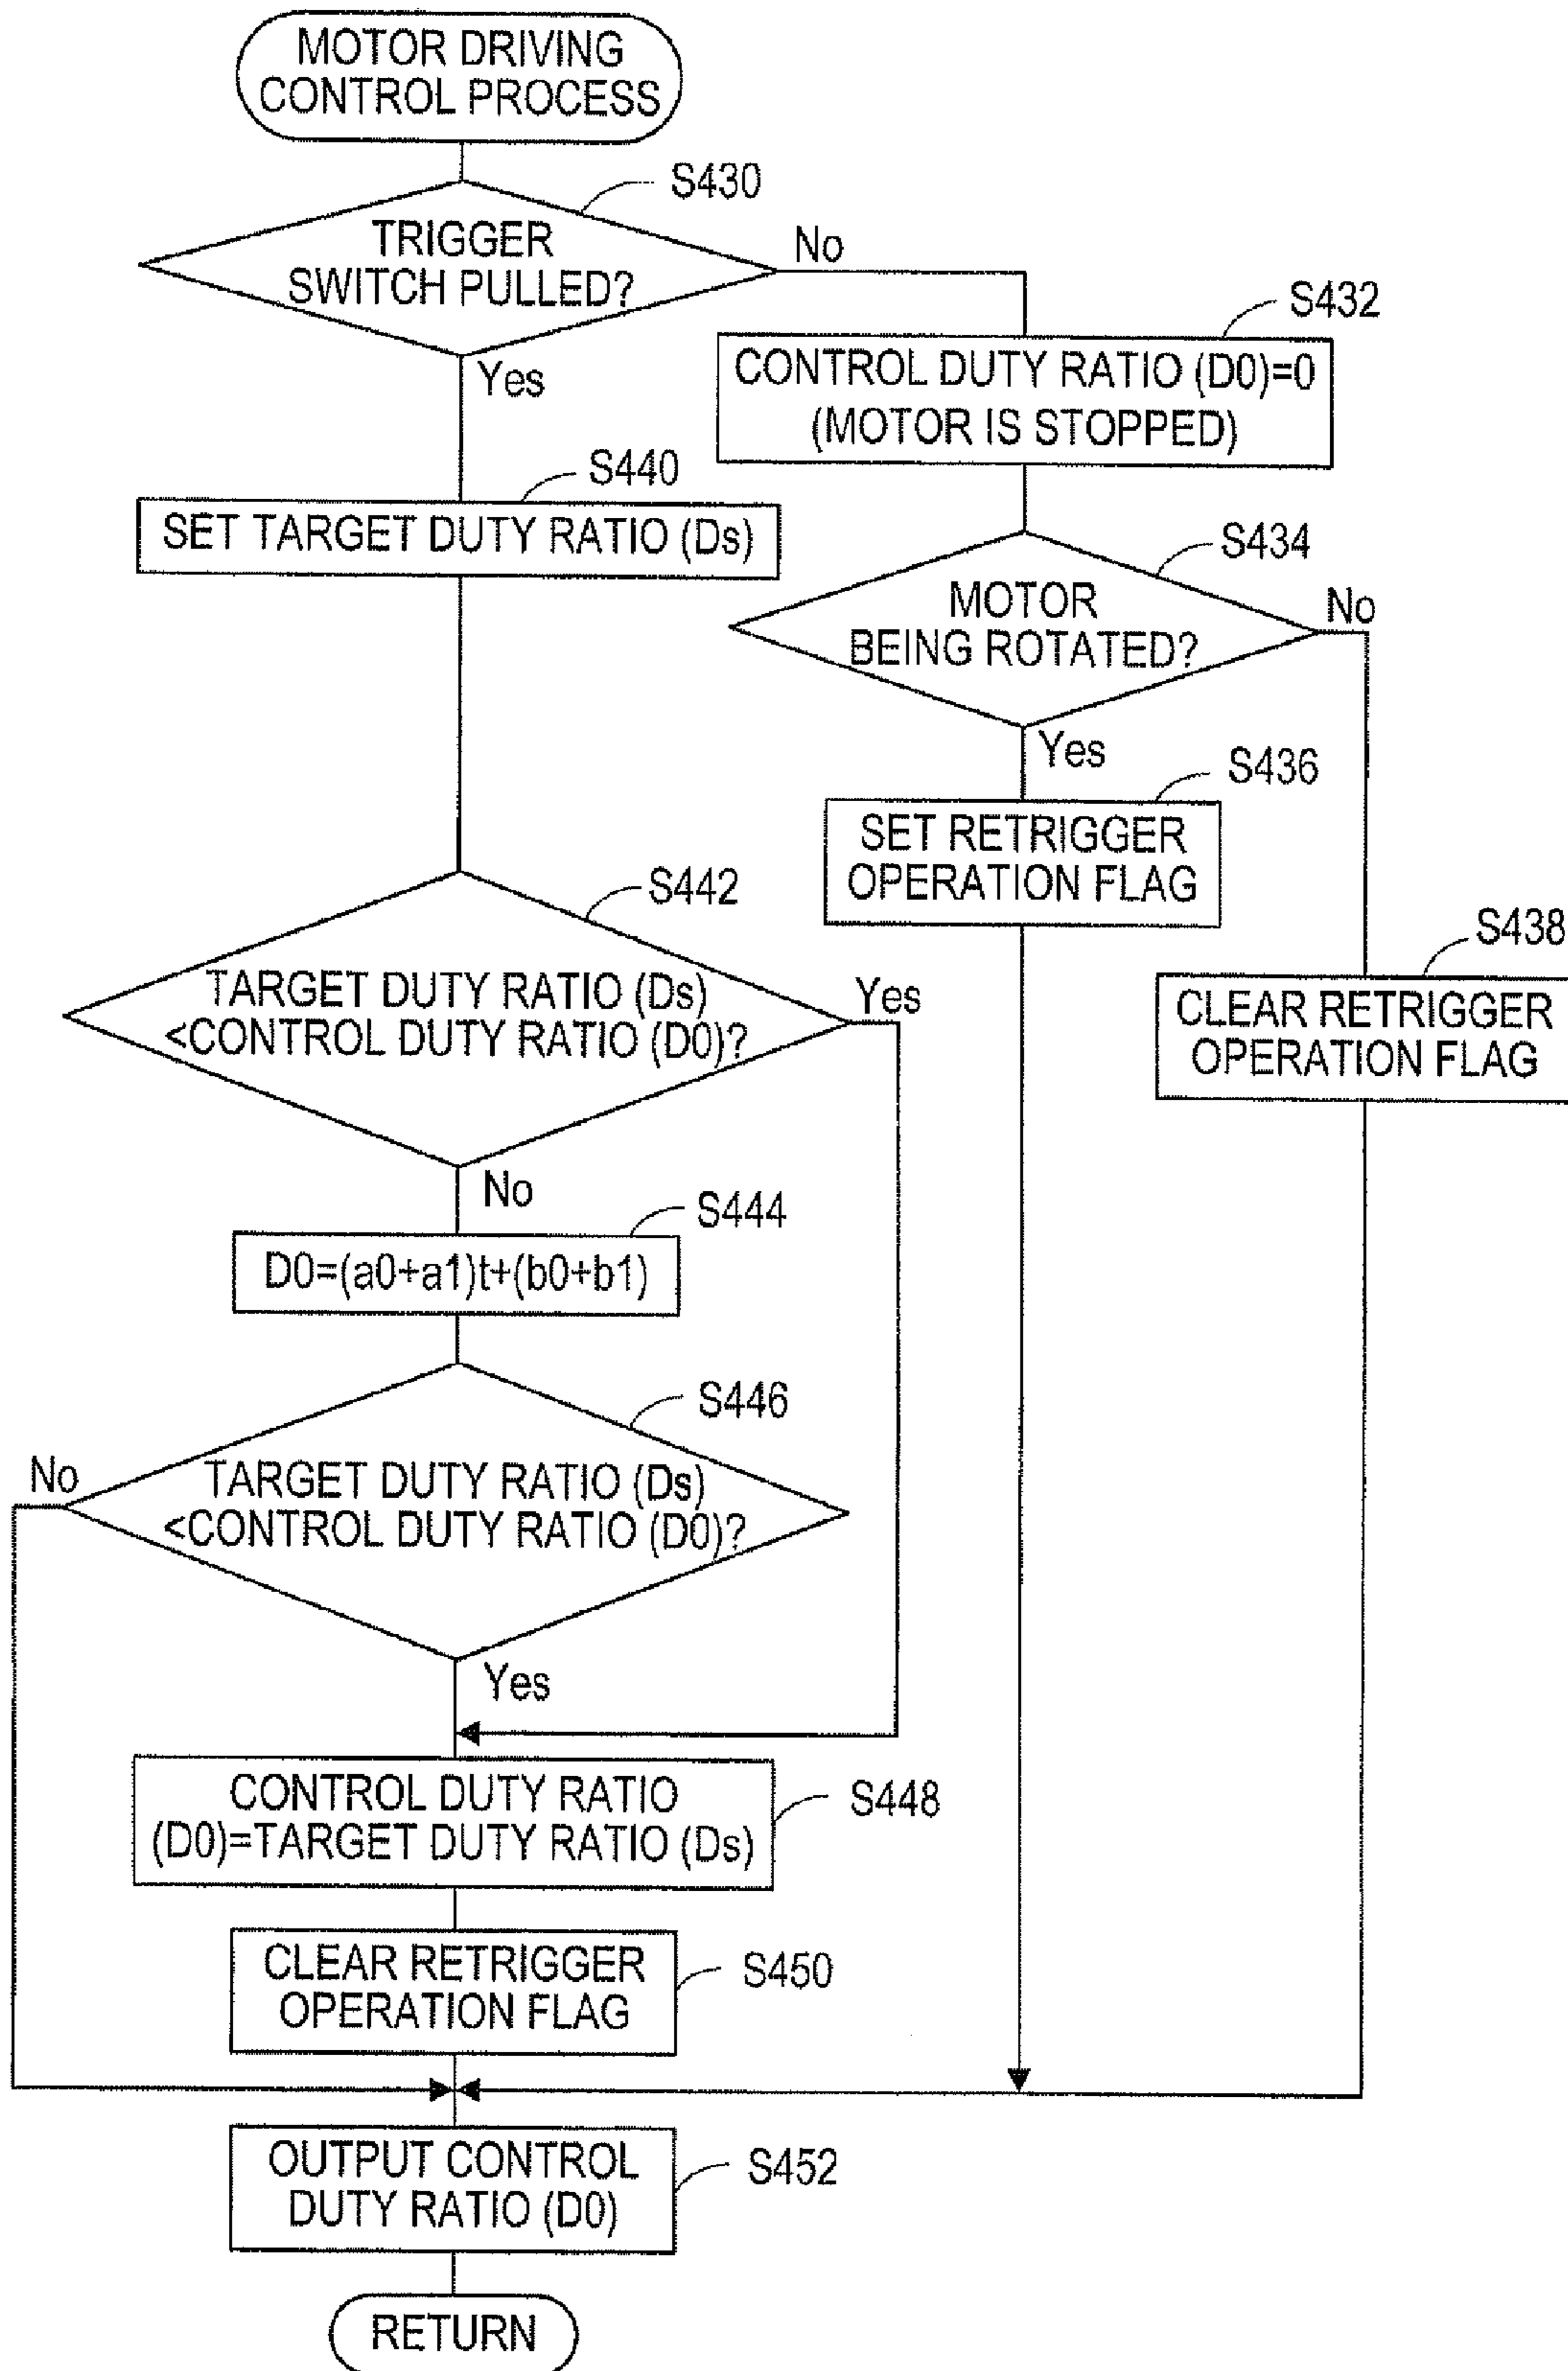 MOTOR DRIVING
CONTROL PROCESS
S430
TRIGGER
SWITCH PULLED?
No
Yes
S432
CONTROL DUTY RATIO (D0)=0
(MOTOR IS STOPPED)
S440
SET TARGET DUTY RATIO (Ds)
S434
MOTOR
BEING ROTATED?
No
Yes
S436
SET RETRIGGER
OPERATION FLAG
S438
CLEAR RETRIGGER
OPERATION FLAG
S442
TARGET DUTY RATIO (Ds)
<CONTROL DUTY RATIO (D0)?
Yes
No
S444
D0=(a0+a1)t+(b0+b1)
S446
TARGET DUTY RATIO (Ds)
<CONTROL DUTY RATIO (D0)?
No
Yes
CONTROL DUTY RATIO
(D0)=TARGET DUTY RATIO (Ds)
S448
CLEAR RETRIGGER
OPERATION FLAG
S450
OUTPUT CONTROL
DUTY RATIO (D0)
S452
RETURN